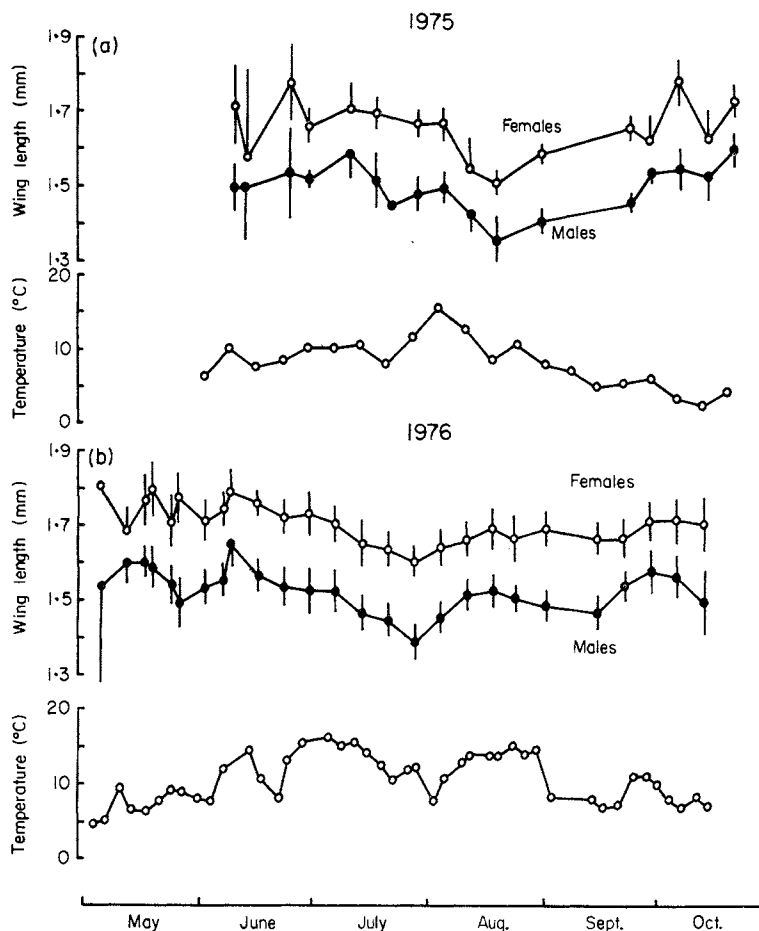 1975
(a)
1·9
1·7
1·5
1·3
Wing length (mm)
Females
Males
20
10
0
Temperature (°C)
1976
(b)
1·9
1·7
1·5
1·3
Wing length (mm)
Females
Males
20
10
0
Temperature (°C)
May June July Aug. Sept. Oct.